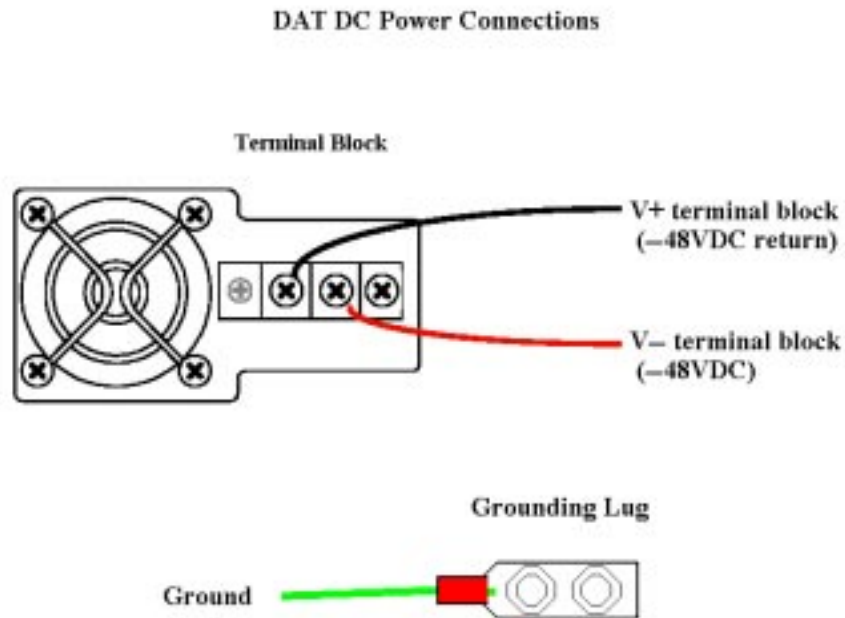 DAT DC Power Connections
Terminal Block
V+ terminal block
(–48VDC return)
V– terminal block
(–48VDC)
Grounding Lug
Ground